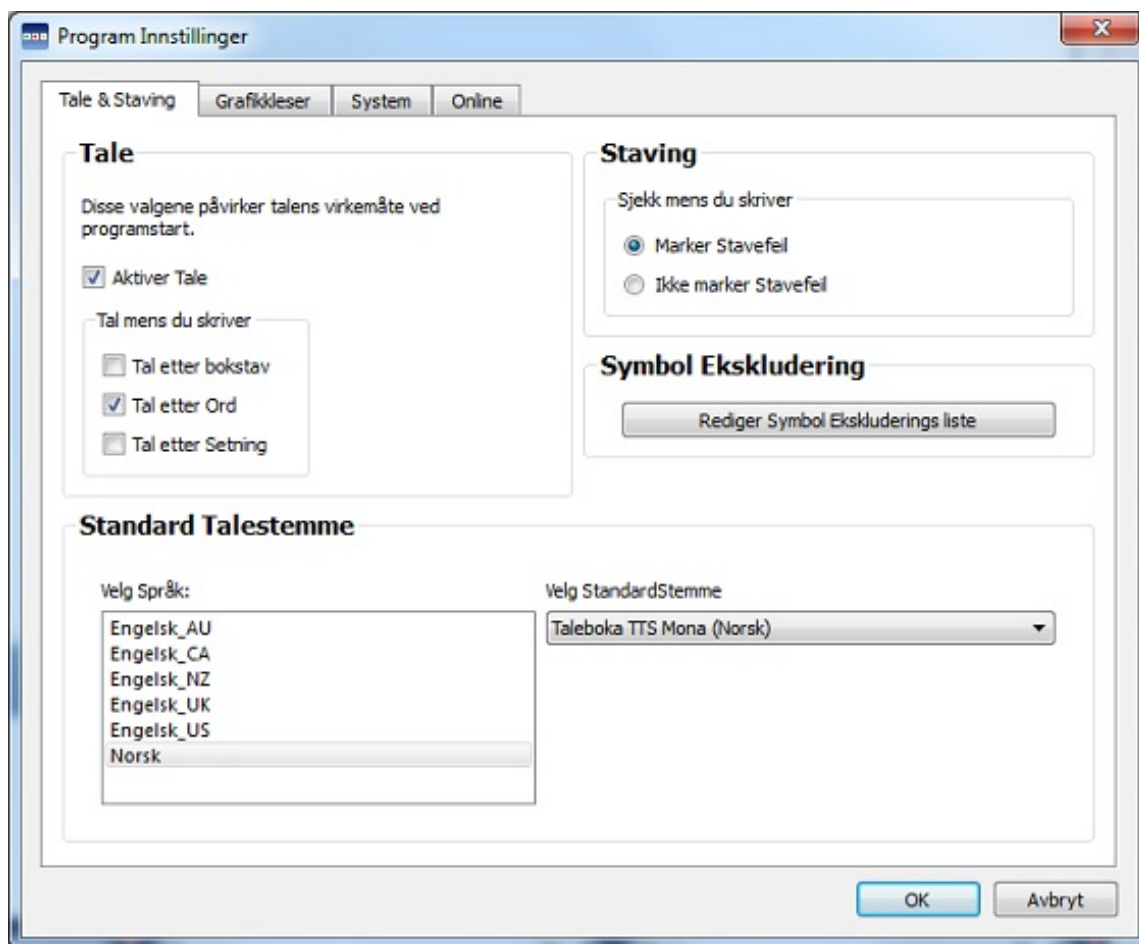 Program Innstillinger
Tale & Staving
Grafikkleser
System
Online
Tale
Disse valgene påvirker talens virkemåte ved
programstart.
Aktiver Tale
Tal mens du skriver
Tal etter bokstav
Tal etter Ord
Tal etter Setning
Staving
Sjekk mens du skriver
Marker Stavefeil
Ikke marker Stavefeil
Symbol Ekskludering
Rediger Symbol Ekskluderings liste
Standard Talestemme
Velg Språk:
Engelsk_AU
Engelsk_CA
Engelsk_NZ
Engelsk_UK
Engelsk_US
Norsk
Velg StandardStemme
Taleboka TTS Mona (Norsk)
OK
Avbryt